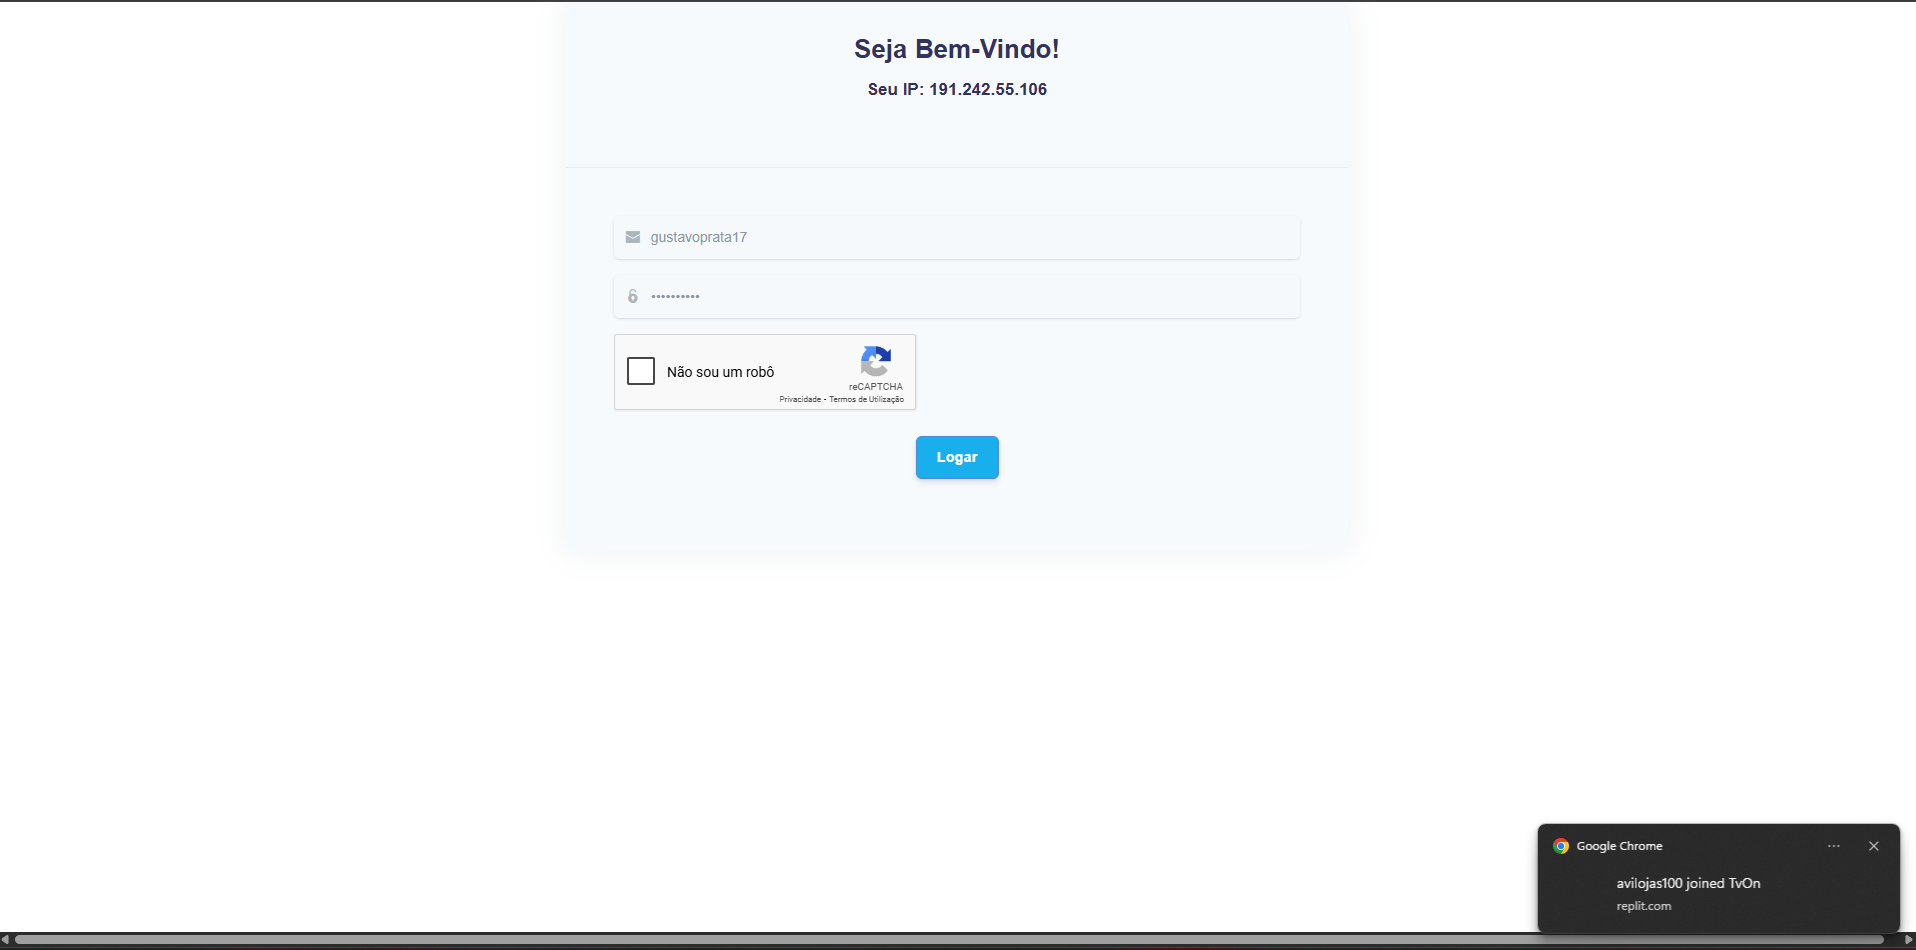 Seja Bem-Vindo!
Seu IP: 191.242.55.106
gustavoprata17
••••••••••
Não sou um robô
reCAPTCHA
Privacidade - Termos de Utilização
Logar
Google Chrome
avilojas100 joined TvOn
replit.com